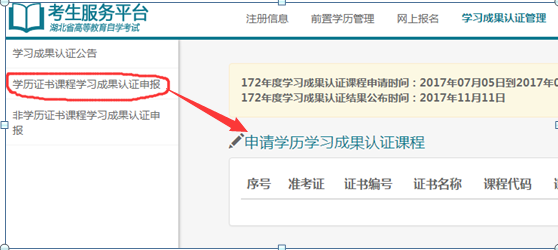 考生服务平台
湖北省高等教育自学考试
注册信息 前置学历管理 网上报名 学习成果认证管理
学习成果认证公告
学历证书课程学习成果认证申报
非学历证书课程学习成果认证申
报
172年度学习成果认证课程申请时间：2017年07月05日到2017年0
172年度学习成果认证结果公布时间：2017年11月11日
申请学历学习成果认证课程
序号 准考证 证书编号 证书名称 课程代码